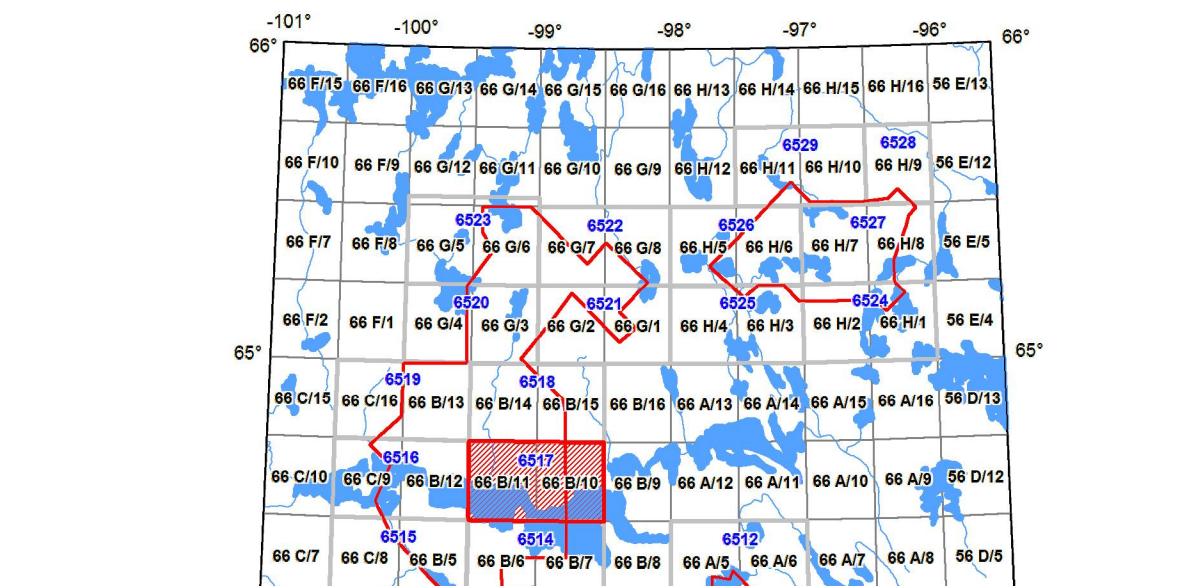 -101° -100° -99° -98° -97° -96°
66° 66°
66 F/15 66 F/16 66 G/13 66 G/14 66 G/15 66 G/16 66 H/13 66 H/14 66 H/15 66 H/16 56 E/13
6529 6528
66 F/10 66 F/9 66 G/12 66 G/11 66 G/10 66 G/9 66 H/12 66 H/11 66 H/10 66 H/9 56 E/12
6523 6522 6526 6527
66 F/7 66 F/8 66 G/5 66 G/6 66 G/7 66 G/8 66 H/5 66 H/6 66 H/7 66 H/8 56 E/5
6520 6521 6525 6524
66 F/2 66 F/1 66 G/4 66 G/3 66 G/2 66 G/1 66 H/4 66 H/3 66 H/2 66 H/1 56 E/4
65° 65°
6519 6518
66 C/15 66 C/16 66 B/13 66 B/14 66 B/15 66 B/16 66 A/13 66 A/14 66 A/15 66 A/16 56 D/13
6516 6517
66 C/10 66 C/9 66 B/12 66 B/11 66 B/10 66 B/9 66 A/12 66 A/11 66 A/10 66 A/9 56 D/12
6515 6514 6512
66 C/7 66 C/8 66 B/5 66 B/6 66 B/7 66 B/8 66 A/5 66 A/6 66 A/7 66 A/8 56 D/5